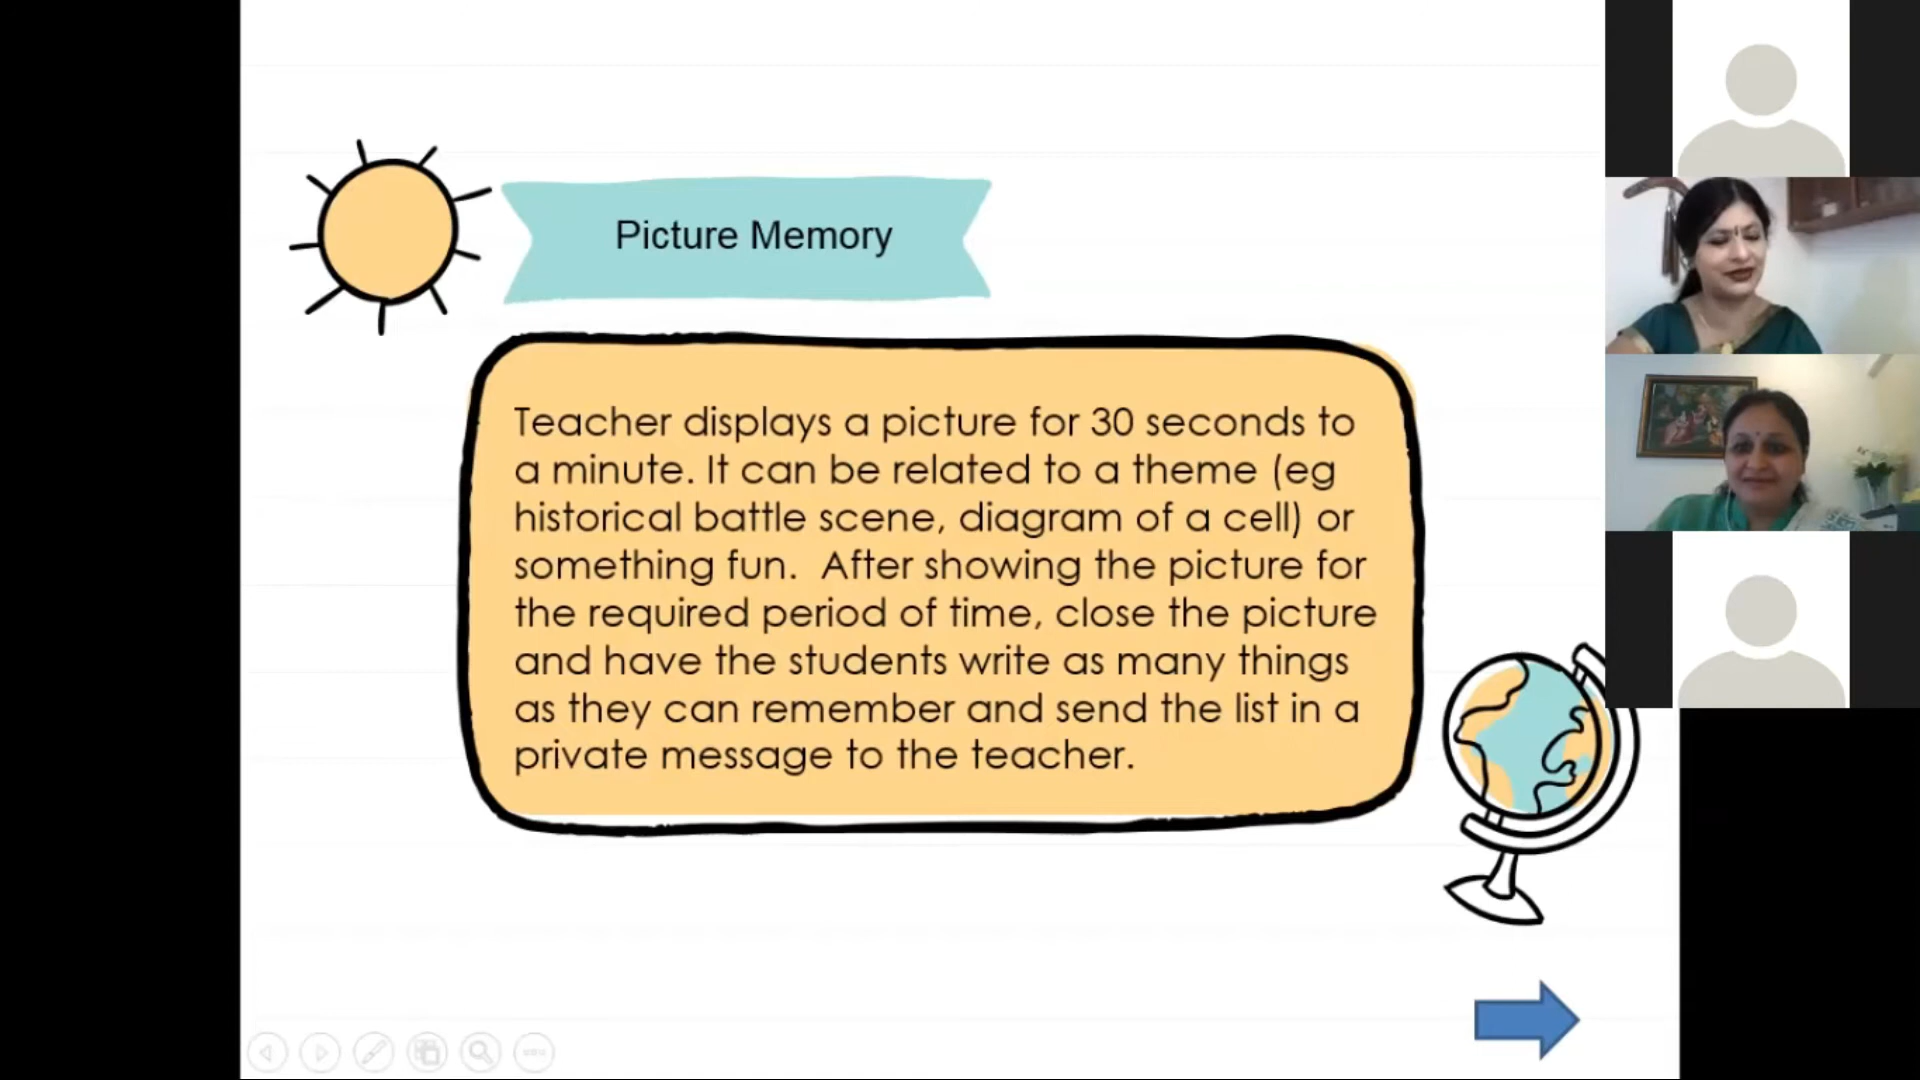 Picture Memory
Teacher displays a picture for 30 seconds to
a minute. It can be related to a theme (eg
historical battle scene, diagram of a cell) or
something fun.  After showing the picture for
the required period of time, close the picture
and have the students write as many things
as they can remember and send the list in a
private message to the teacher.